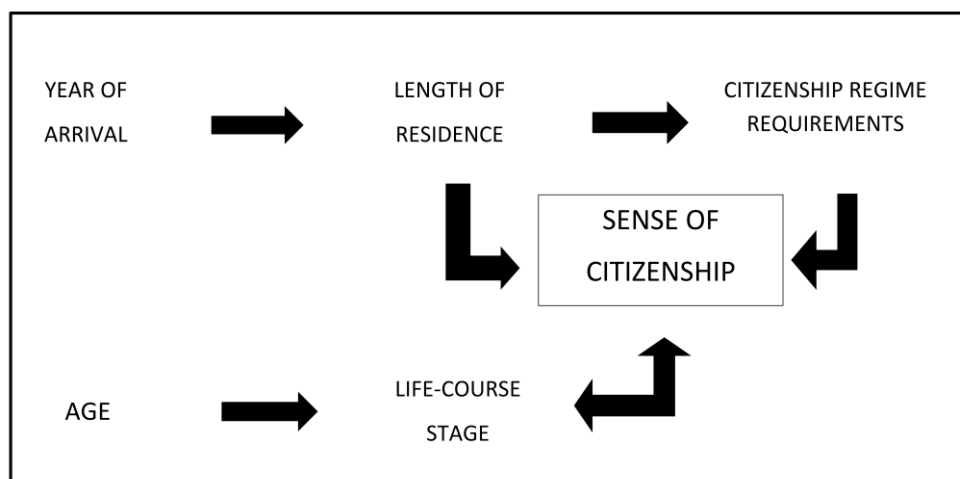 YEAR OF
ARRIVAL
LENGTH OF
RESIDENCE
CITIZENSHIP REGIME
REQUIREMENTS
SENSE OF
CITIZENSHIP
AGE
LIFE-COURSE
STAGE